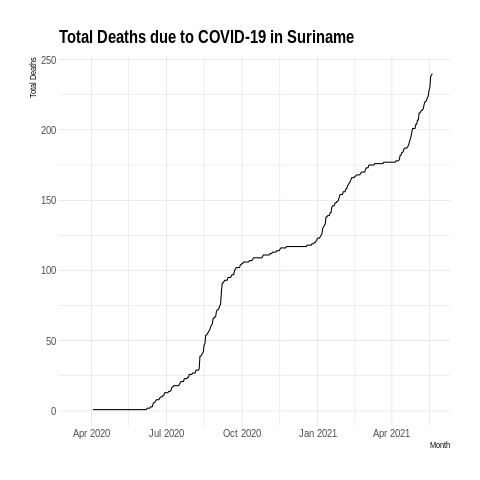 Total Deaths due to COVID-19 in Suriname
Total Deaths
250
200
150
100
50
0
Apr 2020 Jul 2020 Oct 2020 Jan 2021 Apr 2021
Month